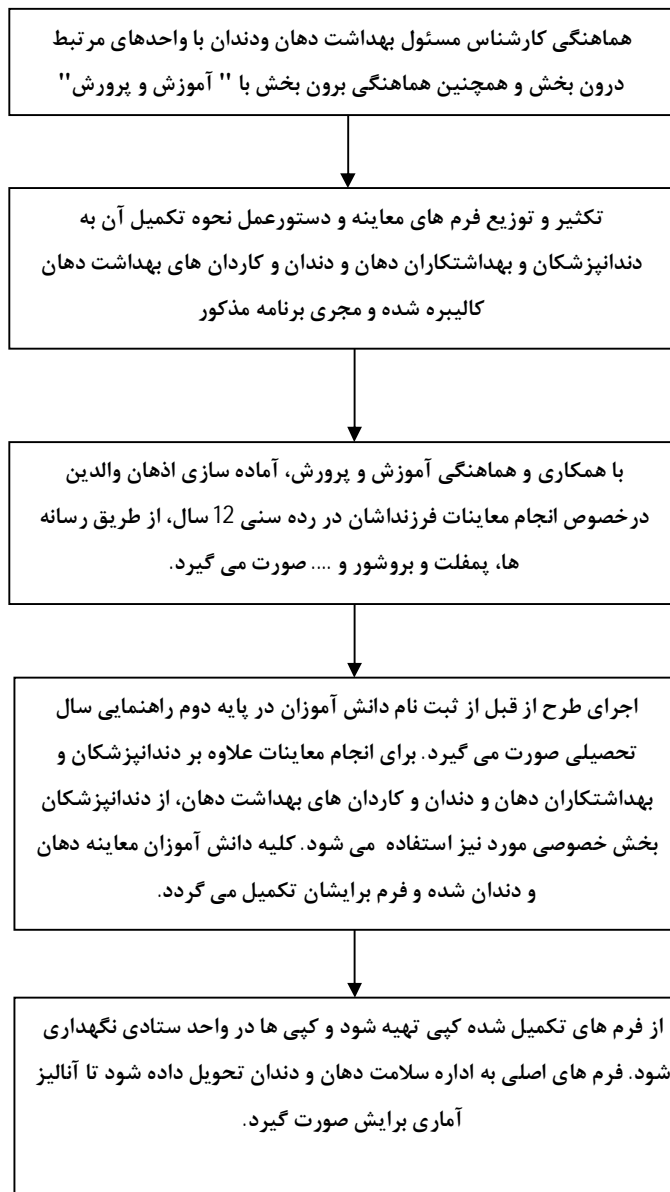 هماهنگی کارشناس مسئول بهداشت دهان ودندان با واحدهای مرتبط
درون بخش و همچنین هماهنگی برون بخش با " آموزش و پرورش"
تکثیر و توزیع فرم های معاینه و دستورعمل نحوه تکمیل آن به
دندانپزشکان و بهداشتکاران دهان و دندان و کاردان های بهداشت دهان
کالیبره شده و مجری برنامه مذکور
با همکاری و هماهنگی آموزش و پرورش، آماده سازی اذهان والدین
درخصوص انجام معاینات فرزنداشان در رده سنی 12 سال، از طریق رسانه
ها، پمفلت و بروشور و .... صورت می گیرد.
اجرای طرح از قبل از ثبت نام دانش آموزان در پایه دوم راهنمایی سال
تحصیلی صورت می گیرد. برای انجام معاینات علاوه بر دندانپزشکان و
بهداشتکاران دهان و دندان و کاردان های بهداشت دهان، از دندانپزشکان
بخش خصوصی مورد نیز استفاده می شود. کلیه دانش آموزان معاینه دهان
و دندان شده و فرم برایشان تکمیل می گردد.
از فرم های تکمیل شده کپی تهیه شود و کپی ها در واحد ستادی نگهداری
شود. فرم های اصلی به اداره سلامت دهان و دندان تحویل داده شود تا آنالیز
آماری برایش صورت گیرد.